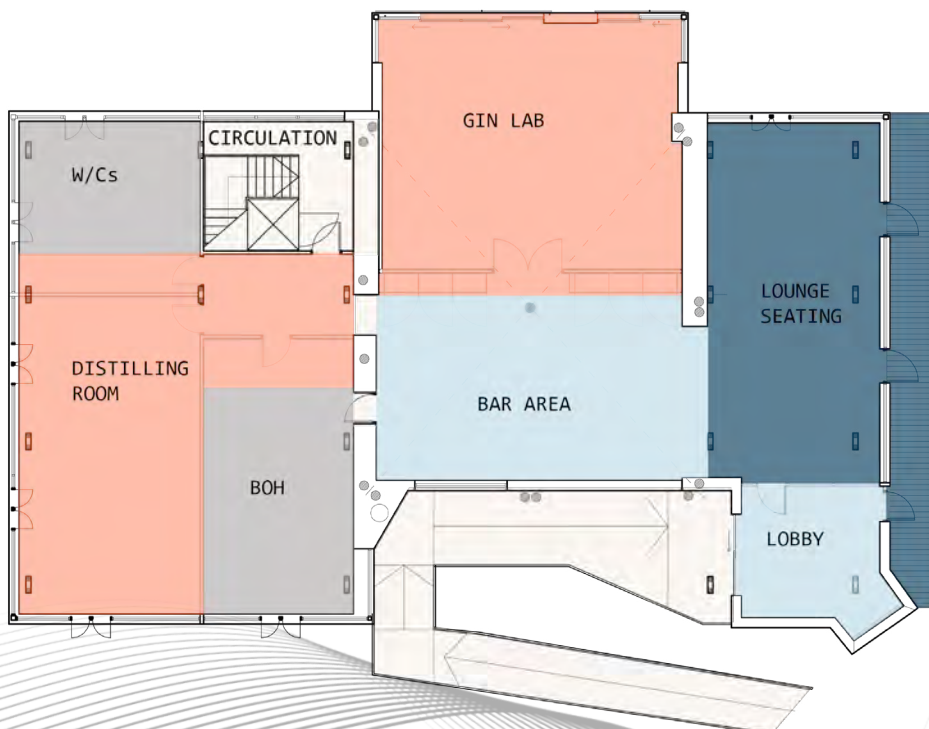 GIN LAB
CIRCULATION
W/Cs
LOUNGE
SEATING
DISTILLING
ROOM
BAR AREA
BOH
LOBBY